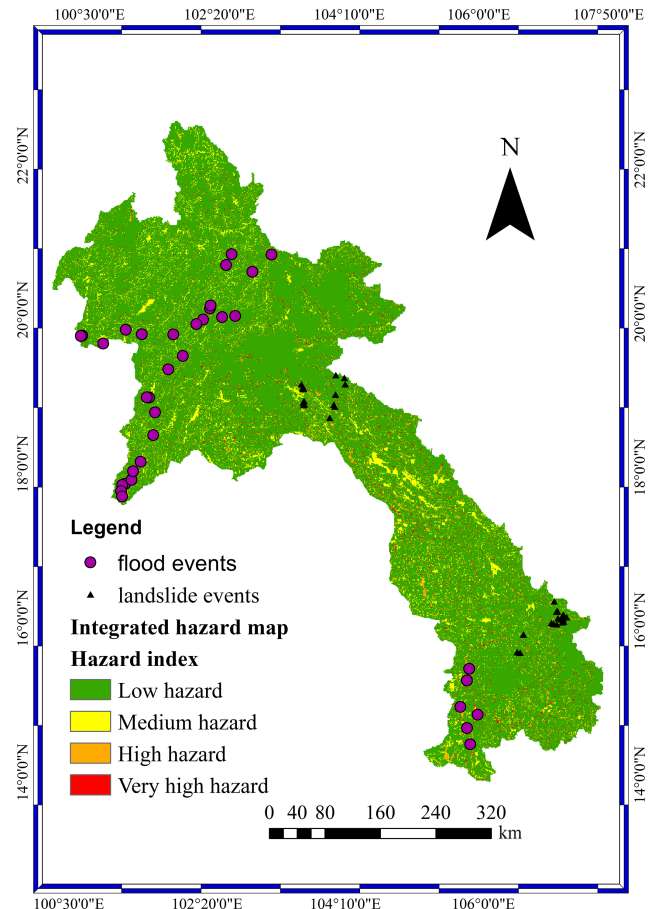 100°30'0"E 102°20'0"E 104°10'0"E 106°0'0"E 107°50'0"E
N
22°0'0"N 22°0'0"N
20°0'0"N 20°0'0"N
18°0'0"N 18°0'0"N
Legend
flood events
landslide events
16°0'0"N 16°0'0"N
Integrated hazard map
Hazard index
Low hazard
Medium hazard
High hazard
14°0'0"N 14°0'0"N
Very high hazard
0 40 80 160 240 320
km
100°30'0"E 102°20'0"E 104°10'0"E 106°0'0"E